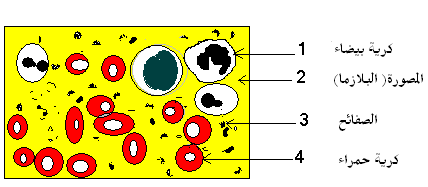 1 كرية بيضاء
2 المصورة( البلازما)
3 الصفائح
4 كرية حمراء